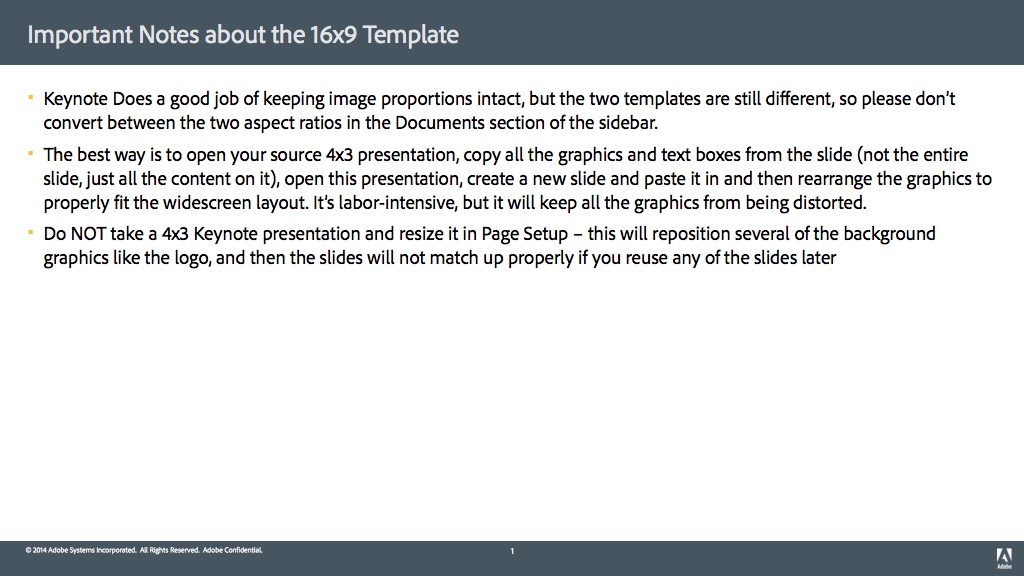 Important Notes about the 16x9 Template
▪ Keynote Does a good job of keeping image proportions intact, but the two templates are still different, so please don’t
convert between the two aspect ratios in the Documents section of the sidebar.
▪ The best way is to open your source 4x3 presentation, copy all the graphics and text boxes from the slide (not the entire
slide, just all the content on it), open this presentation, create a new slide and paste it in and then rearrange the graphics to
properly fit the widescreen layout. It’s labor-intensive, but it will keep all the graphics from being distorted.
▪ Do NOT take a 4x3 Keynote presentation and resize it in Page Setup – this will reposition several of the background
graphics like the logo, and then the slides will not match up properly if you reuse any of the slides later
© 2014 Adobe Systems Incorporated. All Rights Reserved. Adobe Confidential.
1
Adobe